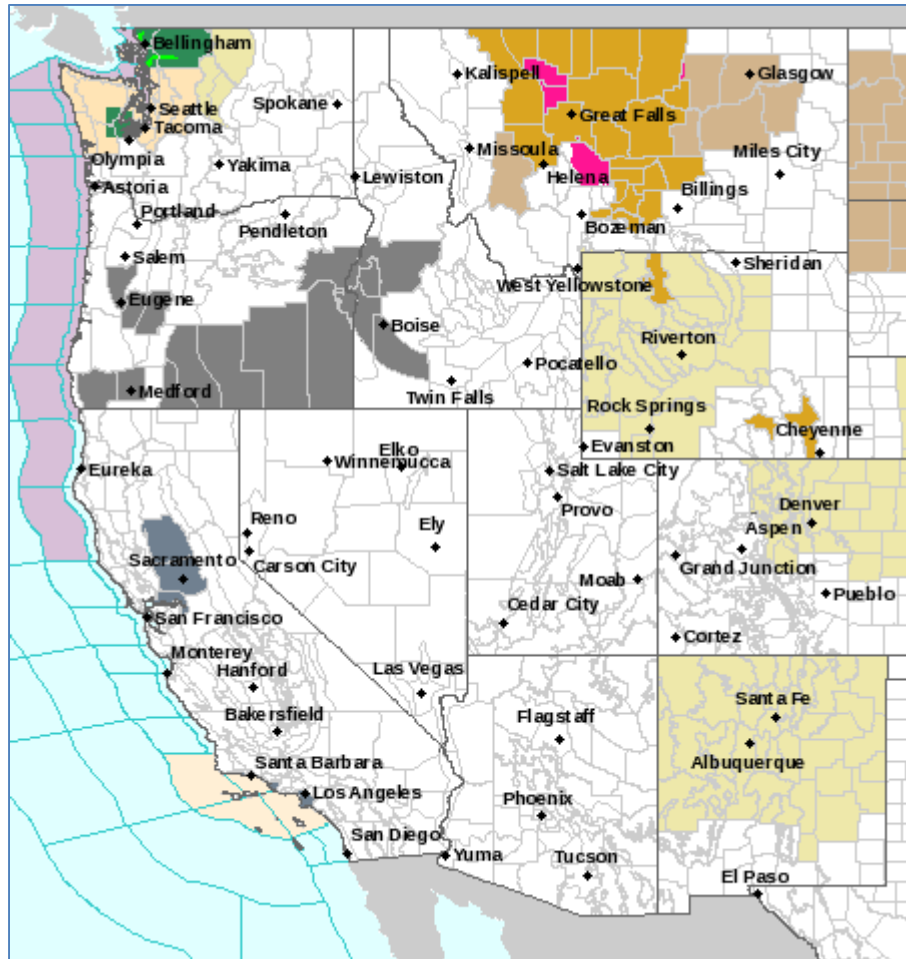 Bellingham
Kalispell
Glasgow
Spokane
Seattle
Great Falls
Tacoma
Olympia
Missoula
Miles City
Yakima
Helena
Lewiston
Astoria
Billings
Portland
Pendleton
Bozeman
Salem
Sheridan
West Yellowstone
Eugene
Boise
Riverton
Pocatello
Medford
Twin Falls
Rock Springs
Cheyenne
Evanston
Elko
Winnemucca
Eureka
Salt Lake City
Denver
Provo
Reno
Ely
Aspen
Sacramento
Carson City
Grand Junction
Moab
Pueblo
San Francisco
Cedar City
Cortez
Monterey
Hanford
Las Vegas
Santa Fe
Bakersfield
Flagstaff
Albuquerque
Santa Barbara
Los Angeles
Phoenix
San Diego
Yuma
Tucson
El Paso